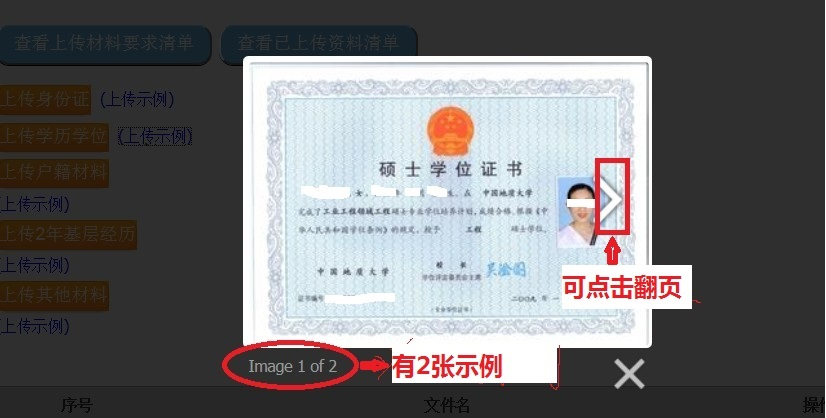 查看上传材料要求清单
查看已上传资料清单
上传身份证 (上传示例)
上传学历学位 (上传示例)
上传户籍材料
(上传示例)
上传2年基层经历
(上传示例)
上传其他材料
(上传示例)
硕士学位证书
女, 生, 在 中国地质大学
完成了工业工程领域工程硕士专业学位培养计划,成绩合格。根据《中
华人民共和国学位条例》的规定, 授予 工程 硕士学位。
中国地质大学
校 长
学位评定委员会主席
证书编号
二〇〇九 年 一
可点击翻页
Image 1 of 2
有2张示例
序号
文件名
操作